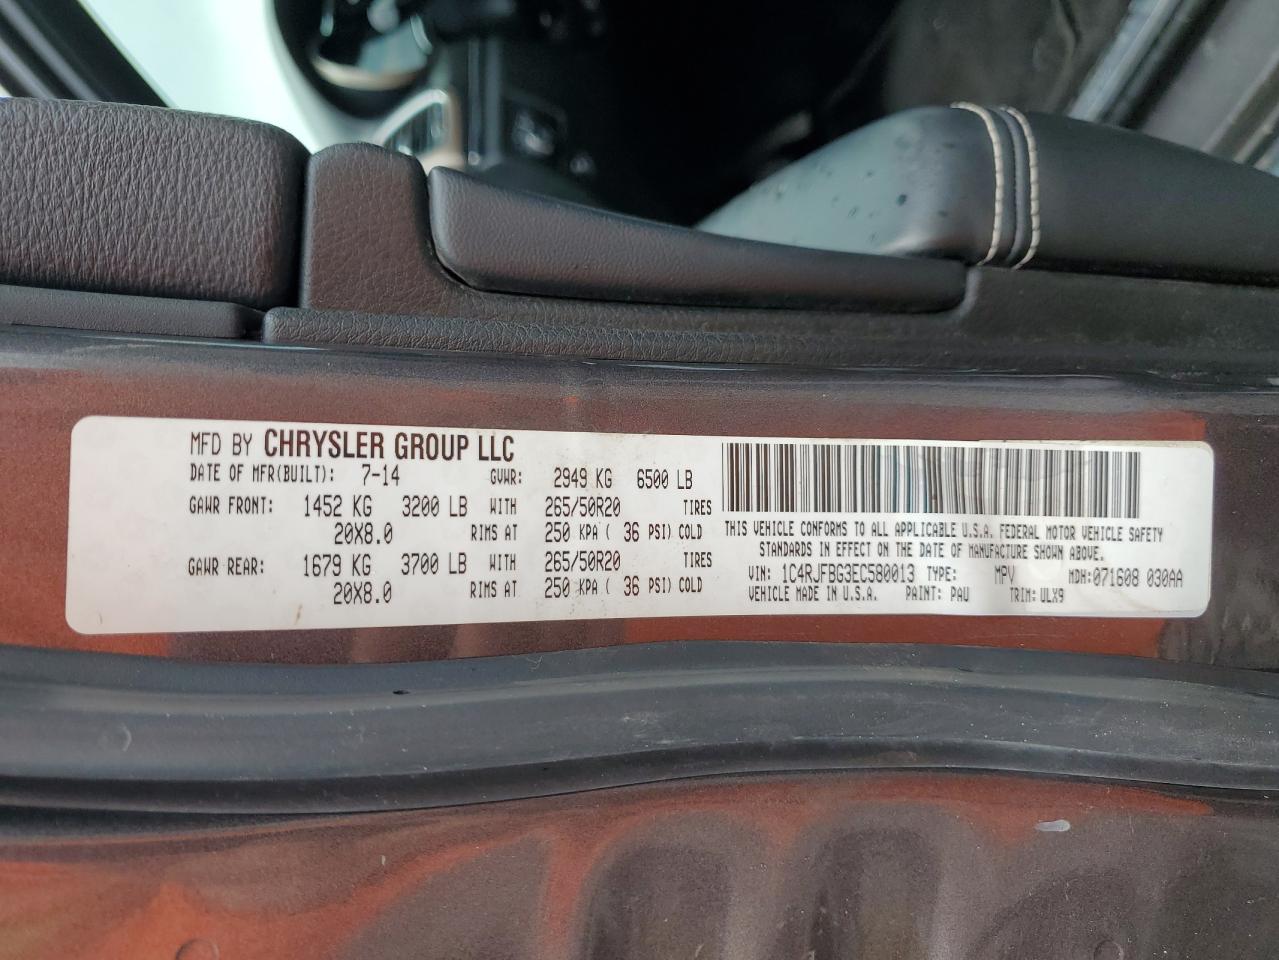 MFD BY CHRYSLER GROUP LLC
DATE OF MFR(BUILT): 7-14 GVWR: 2949 KG 6500 LB
GAWR FRONT: 1452 KG 3200 LB WITH 265/50R20 TIRES
20X8.0 RIMS AT 250 KPA ( 36 PSI) COLD
GAWR REAR: 1679 KG 3700 LB WITH 265/50R20 TIRES
20X8.0 RIMS AT 250 KPA ( 36 PSI) COLD
THIS VEHICLE CONFORMS TO ALL APPLICABLE U.S.A. FEDERAL MOTOR VEHICLE SAFETY
STANDARDS IN EFFECT ON THE DATE OF MANUFACTURE SHOWN ABOVE.
VIN: 1C4RJFBG3EC580013 TYPE: MPV MDH:071608 030AA
VEHICLE MADE IN U.S.A. PAINT: PAU TRIM: ULX9